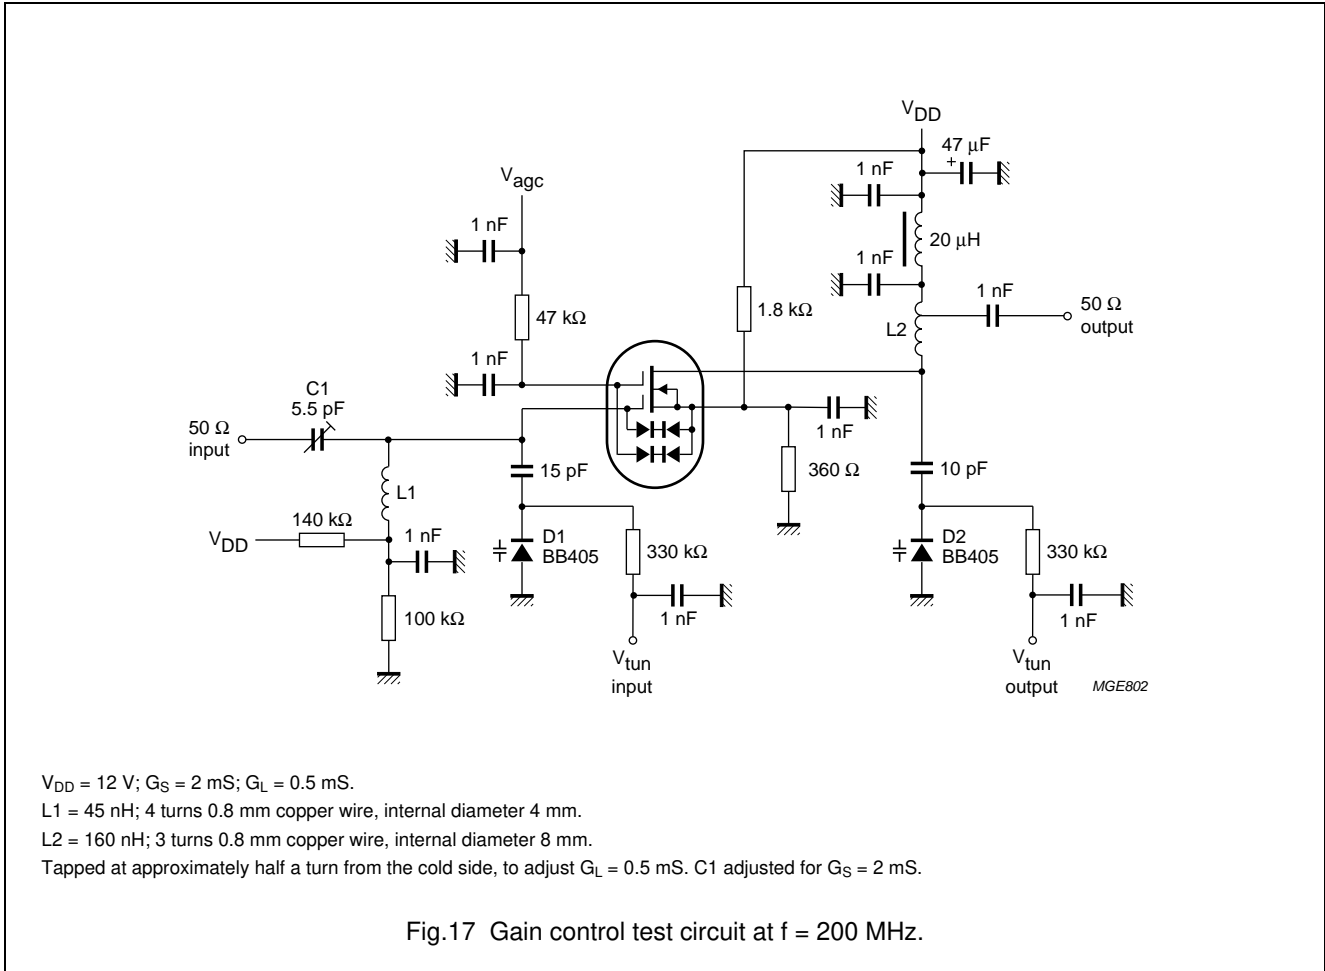 V_DD
47 μF
+
1 nF
V_agc
1 nF
20 μH
1 nF
1 nF
50 Ω
output
47 kΩ
1.8 kΩ
L2
1 nF
C1
5.5 pF
50 Ω
input
1 nF
15 pF
360 Ω
10 pF
L1
140 kΩ
V_DD
1 nF
D1
BB405
330 kΩ
D2
BB405
330 kΩ
100 kΩ
1 nF
1 nF
V_tun
input
V_tun
output
MGE802
V_DD = 12 V; G_S = 2 mS; G_L = 0.5 mS.
L1 = 45 nH; 4 turns 0.8 mm copper wire, internal diameter 4 mm.
L2 = 160 nH; 3 turns 0.8 mm copper wire, internal diameter 8 mm.
Tapped at approximately half a turn from the cold side, to adjust G_L = 0.5 mS. C1 adjusted for G_S = 2 mS.
Fig.17 Gain control test circuit at f = 200 MHz.